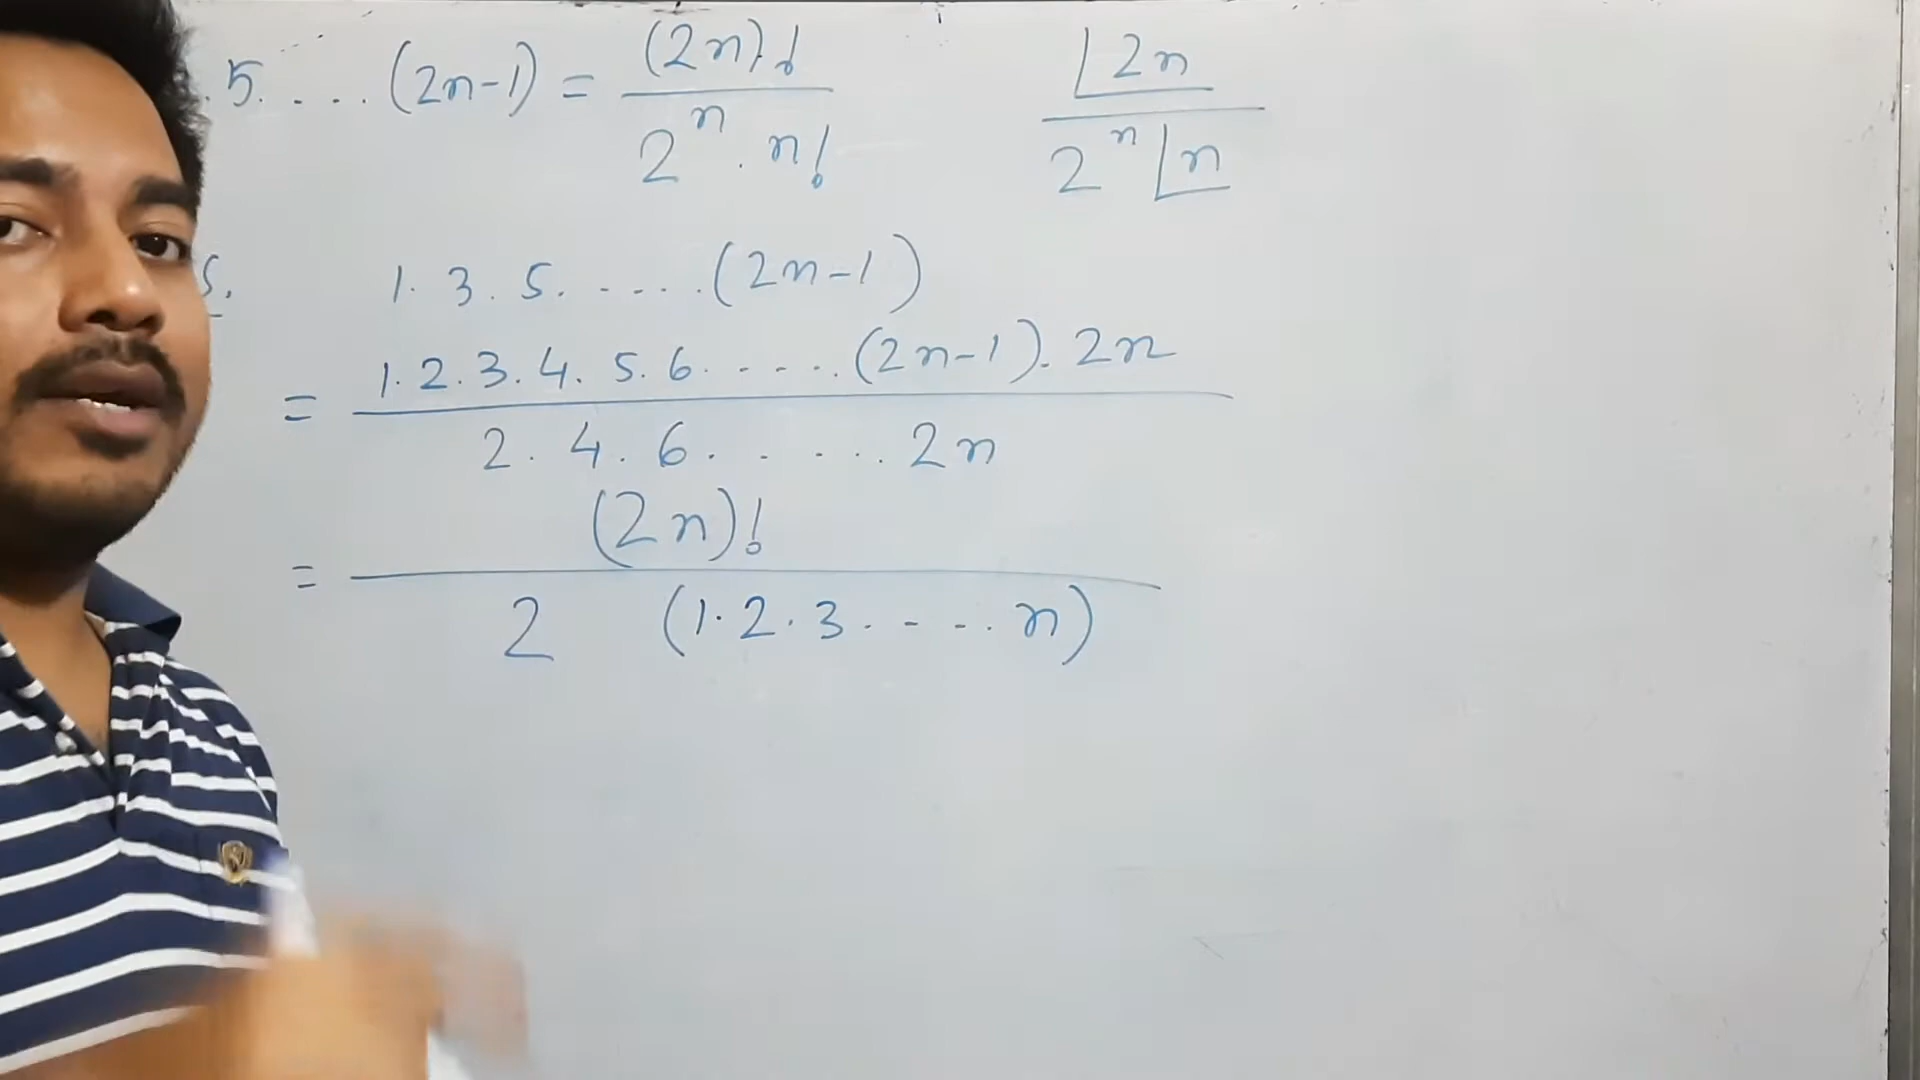 .5. .... (2n-1) = (2n)! / 2^n . n!
⌊2n / 2^n ⌊n
S.
1. 3. 5. ..... (2n-1)
= 1. 2. 3. 4. 5. 6. ..... (2n-1). 2n / 2. 4. 6. ..... 2n
= (2n)! / 2 (1. 2. 3. .... n)